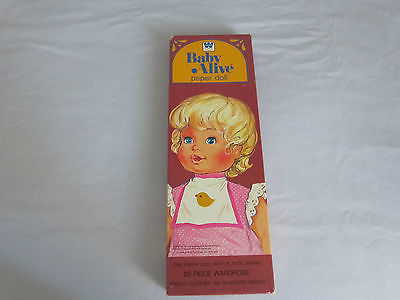 W
Baby
Alive
paper doll
ONE PAPER DOLL WITH PLASTIC STAND
26 PIECE WARDROBE
PRECUT CLOTHES, NO SCISSORS NEEDED